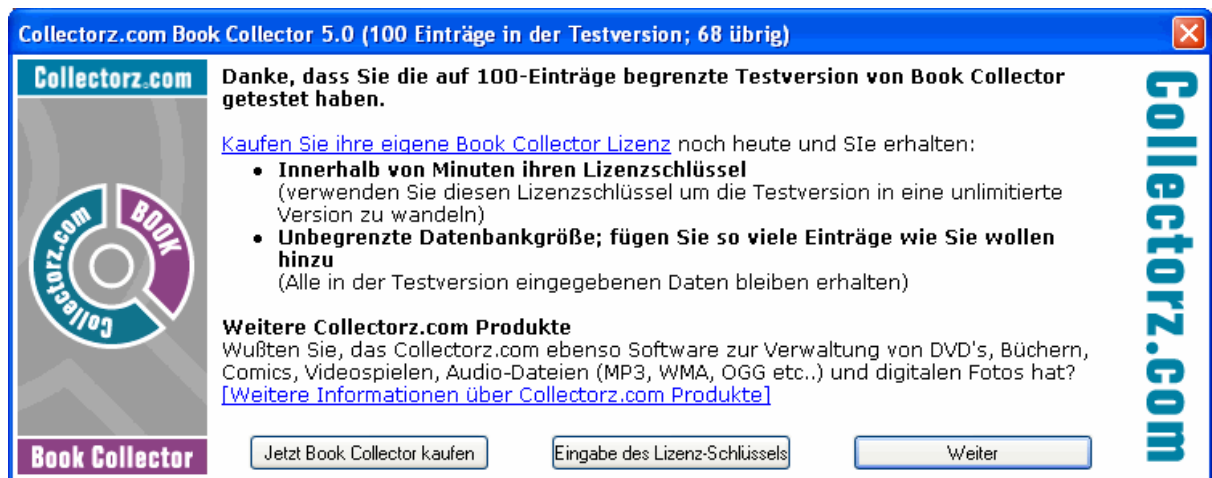 Collectorz.com Book Collector 5.0 (100 Einträge in der Testversion; 68 übrig)
Collectorz.com
Danke, dass Sie die auf 100-Einträge begrenzte Testversion von Book Collector
getestet haben.
Kaufen Sie ihre eigene Book Collector Lizenz noch heute und SIe erhalten:
• Innerhalb von Minuten ihren Lizenzschlüssel
(verwenden Sie diesen Lizenzschlüssel um die Testversion in eine unlimitierte
Version zu wandeln)
• Unbegrenzte Datenbankgröße; fügen Sie so viele Einträge wie Sie wollen
hinzu
(Alle in der Testversion eingegebenen Daten bleiben erhalten)
Weitere Collectorz.com Produkte
Wußten Sie, das Collectorz.com ebenso Software zur Verwaltung von DVD's, Büchern,
Comics, Videospielen, Audio-Dateien (MP3, WMA, OGG etc..) und digitalen Fotos hat?
[Weitere Informationen über Collectorz.com Produkte]
Collectorz.com
BOOK
Book Collector
Jetzt Book Collector kaufen
Eingabe des Lizenz-Schlüssels
Weiter
Collectorz.com